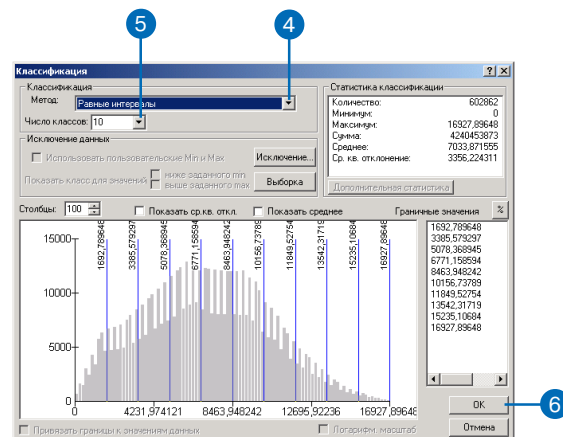 5
4
Классификация
Классификация
Метод: Равные интервалы
Число классов: 10
Статистика классификации
Количество: 602862
Минимум: 0
Максимум: 16927,89648
Сумма: 4240453873
Среднее: 7033,871555
Ср. кв. отклонение: 3356,224311
Дополнительная статистика
Исключение данных
Использовать пользовательские Min и Max
Исключение...
Показать класс для значений
ниже заданного min
выше заданного max
Выборка
Столбцы: 100
Показать ср.кв. откл.
Показать среднее
Граничные значения
%
1692,789648
3385,579297
5078,368945
6771,158594
8463,948242
10156,73789
11849,52754
13542,31719
15235,10684
16927,89648
15000
10000
5000
0
0
4231,974121
8463,948242
12695,92236
16927,89648
1692,789648
3385,579297
5078,368945
6771,158594
8463,948242
10156,73789
11849,52754
13542,31719
15235,10684
16927,89648
OK
6
Привязать границы к значениям данных
Логарифм. масштаб
Отмена